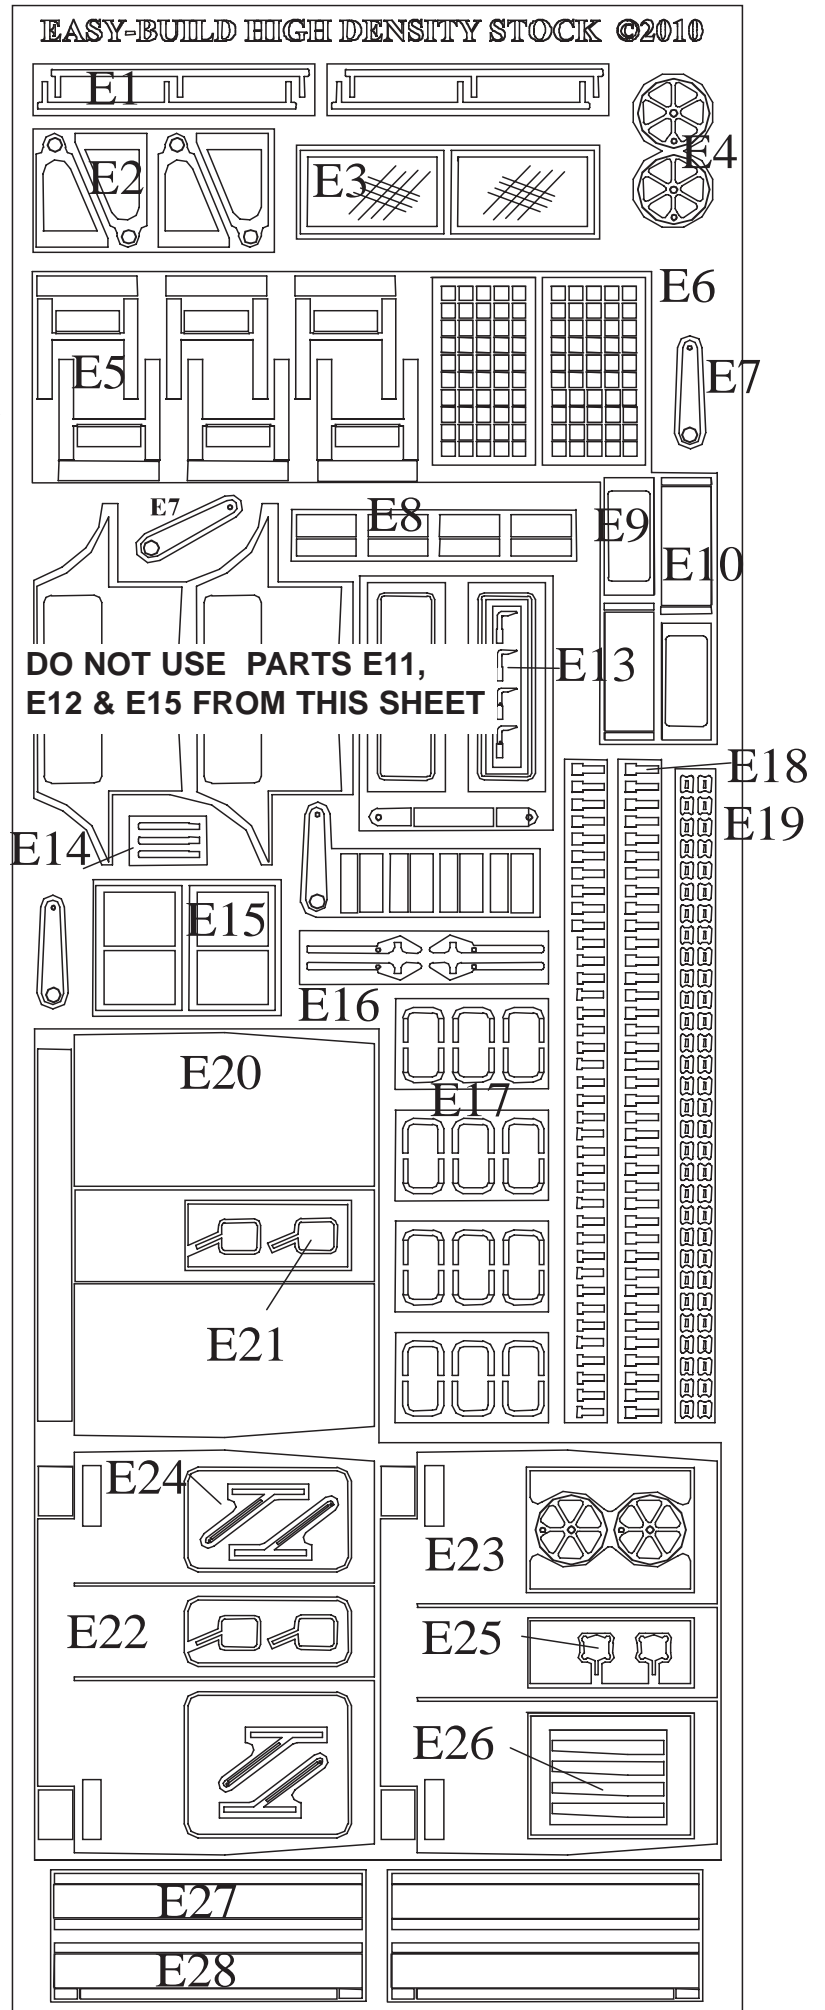 EASY-BUILD HIGH DENSITY STOCK ©2010
E1
E2
E3
E4
E5
E6
E7
E7
E8
E9
E10
DO NOT USE PARTS E11,
E12 & E15 FROM THIS SHEET
E13
E14
E15
E16
E17
E18
E19
E20
E21
E24
E23
E22
E25
E26
E27
E28